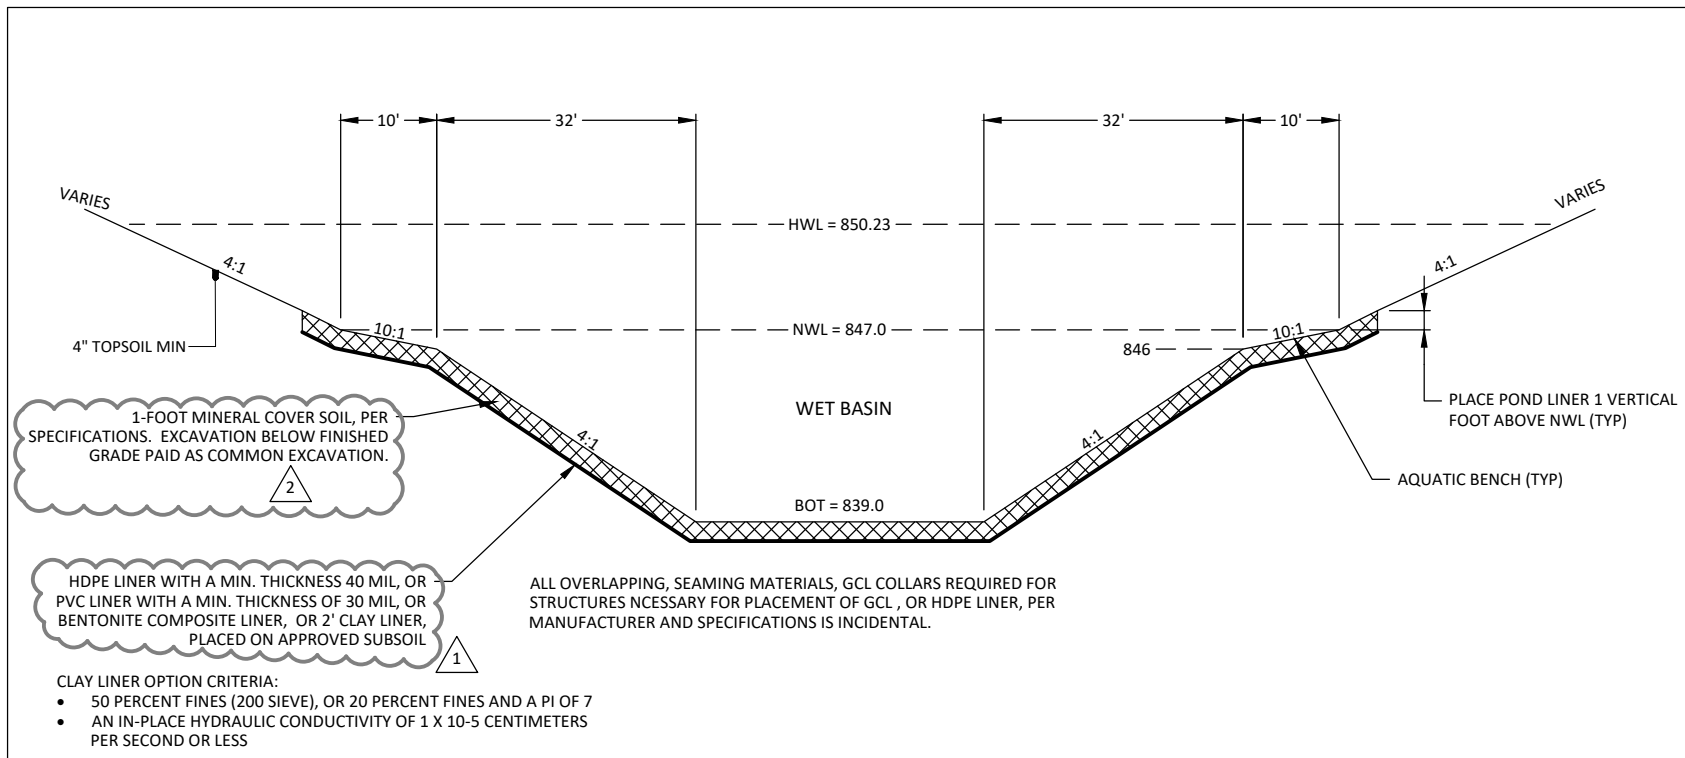 10'
32'
32'
10'
VARIES
VARIES
HWL = 850.23
4:1
4:1
10:1
NWL = 847.0
10:1
4" TOPSOIL MIN
846
WET BASIN
PLACE POND LINER 1 VERTICAL
FOOT ABOVE NWL (TYP)
1-FOOT MINERAL COVER SOIL, PER
SPECIFICATIONS. EXCAVATION BELOW FINISHED
GRADE PAID AS COMMON EXCAVATION.
2
4:1
4:1
AQUATIC BENCH (TYP)
BOT = 839.0
HDPE LINER WITH A MIN. THICKNESS 40 MIL, OR
PVC LINER WITH A MIN. THICKNESS OF 30 MIL, OR
BENTONITE COMPOSITE LINER, OR 2' CLAY LINER,
PLACED ON APPROVED SUBSOIL
1
ALL OVERLAPPING, SEAMING MATERIALS, GCL COLLARS REQUIRED FOR
STRUCTURES NCESSARY FOR PLACEMENT OF GCL , OR HDPE LINER, PER
MANUFACTURER AND SPECIFICATIONS IS INCIDENTAL.
CLAY LINER OPTION CRITERIA:
• 50 PERCENT FINES (200 SIEVE), OR 20 PERCENT FINES AND A PI OF 7
• AN IN-PLACE HYDRAULIC CONDUCTIVITY OF 1 X 10-5 CENTIMETERS
PER SECOND OR LESS